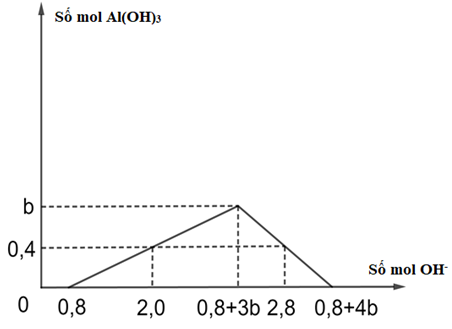 Số mol Al(OH)₃
b
0,4
Số mol OH⁻
0 0,8 2,0 0,8+3b 2,8 0,8+4b